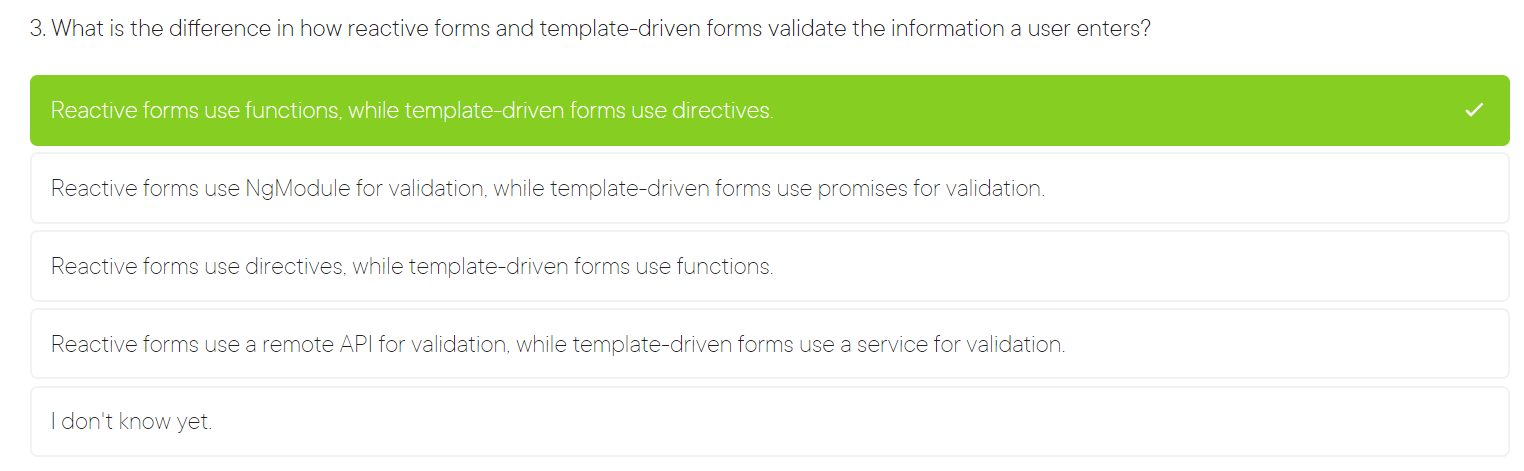 3. What is the difference in how reactive forms and template-driven forms validate the information a user enters?
Reactive forms use functions, while template-driven forms use directives.
Reactive forms use NgModule for validation, while template-driven forms use promises for validation.
Reactive forms use directives, while template-driven forms use functions.
Reactive forms use a remote API for validation, while template-driven forms use a service for validation.
I don't know yet.